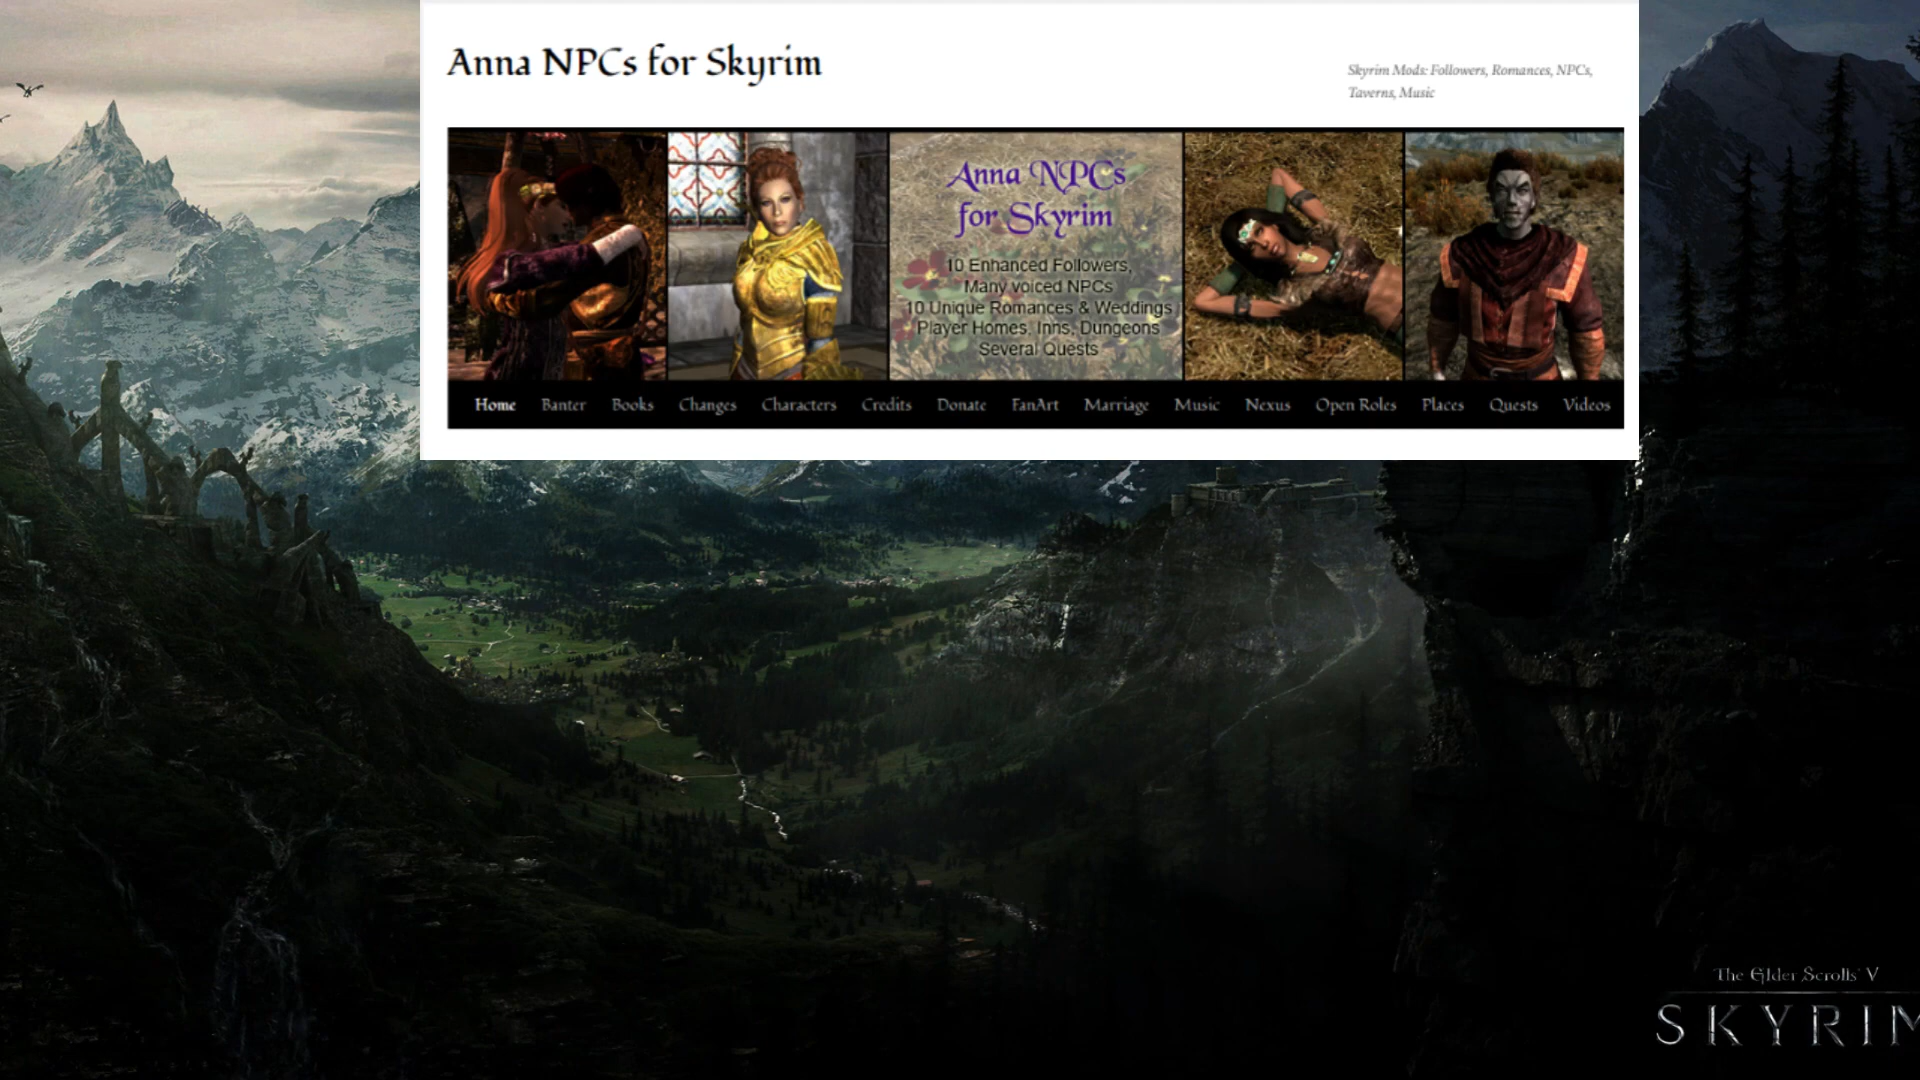 Anna NPCs for Skyrim
Skyrim Mods: Followers, Romances, NPCs,
Taverns, Music
Anna NPCs
for Skyrim
10 Enhanced Followers,
Many voiced NPCs
10 Unique Romances & Weddings
Player Homes, Inns, Dungeons
Several Quests
Home Banter Books Changes Characters Credits Donate FanArt Marriage Music Nexus Open Roles Places Quests Videos
The Elder Scrolls V
SKYRIM